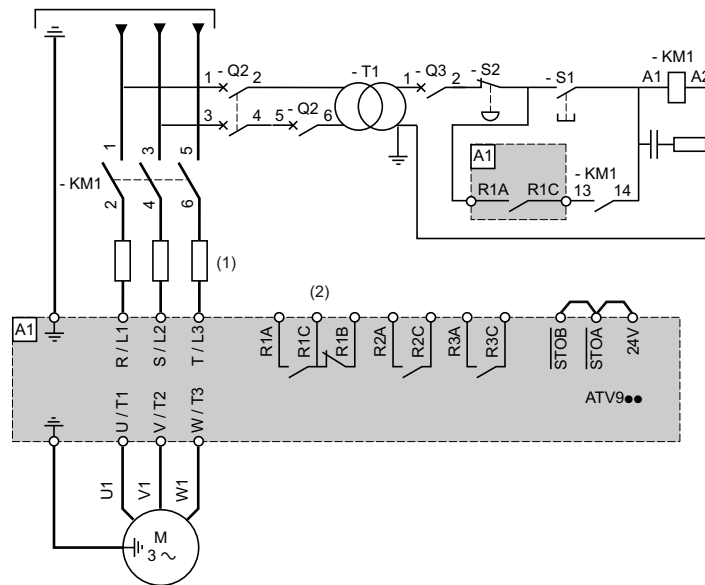 1 - Q2 2
- T1
1 - Q3 2
- S2
- S1
- KM1
A1 A2
3 4 5 - Q2 6
1 3 5
- KM1
2 4 6
A1
R1A R1C
- KM1
13 14
(1)
(2)
A1
R / L1
S / L2
T / L3
R1A
R1C
R1B
R2A
R2C
R3A
R3C
STOB
STOA
24V
U / T1
V / T2
W / T3
ATV9●●
U1
V1
W1
M
3 ~